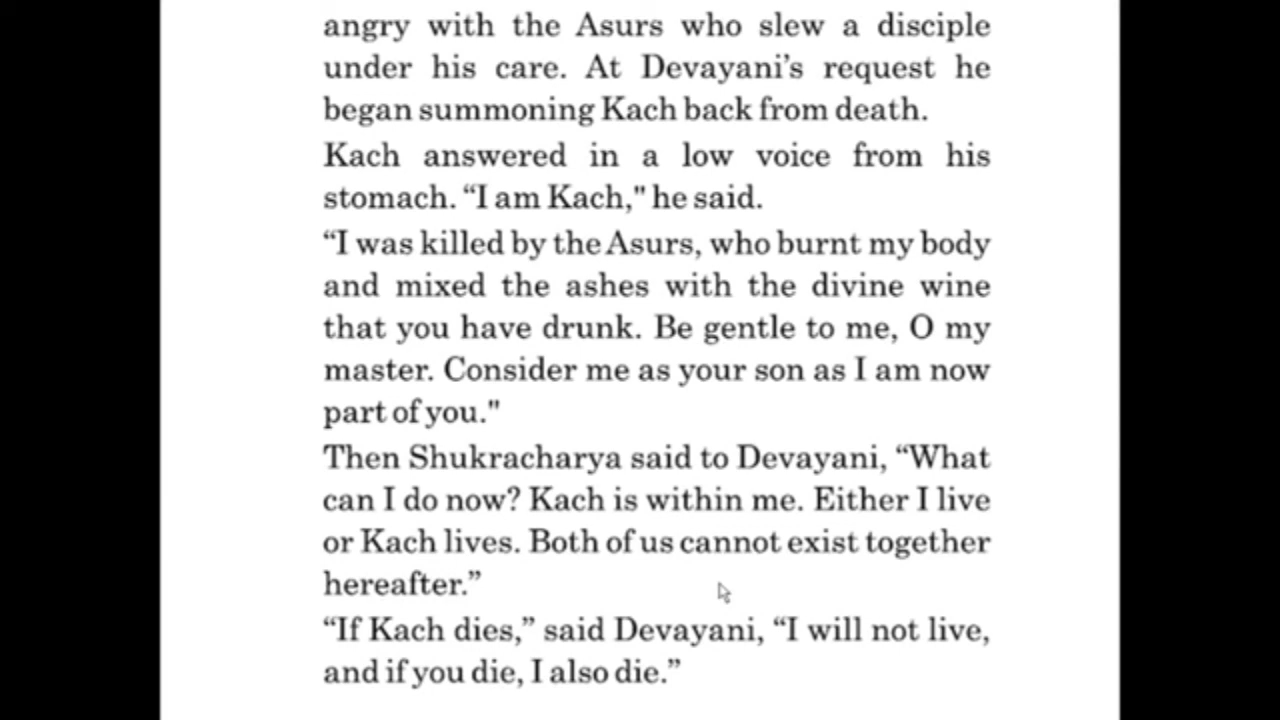 angry with the Asurs who slew a disciple
under his care. At Devayani’s request he
began summoning Kach back from death.
Kach answered in a low voice from his
stomach. “I am Kach," he said.
“I was killed by the Asurs, who burnt my body
and mixed the ashes with the divine wine
that you have drunk. Be gentle to me, O my
master. Consider me as your son as I am now
part of you."
Then Shukracharya said to Devayani, “What
can I do now? Kach is within me. Either I live
or Kach lives. Both of us cannot exist together
hereafter.”
“If Kach dies,” said Devayani, “I will not live,
and if you die, I also die.”